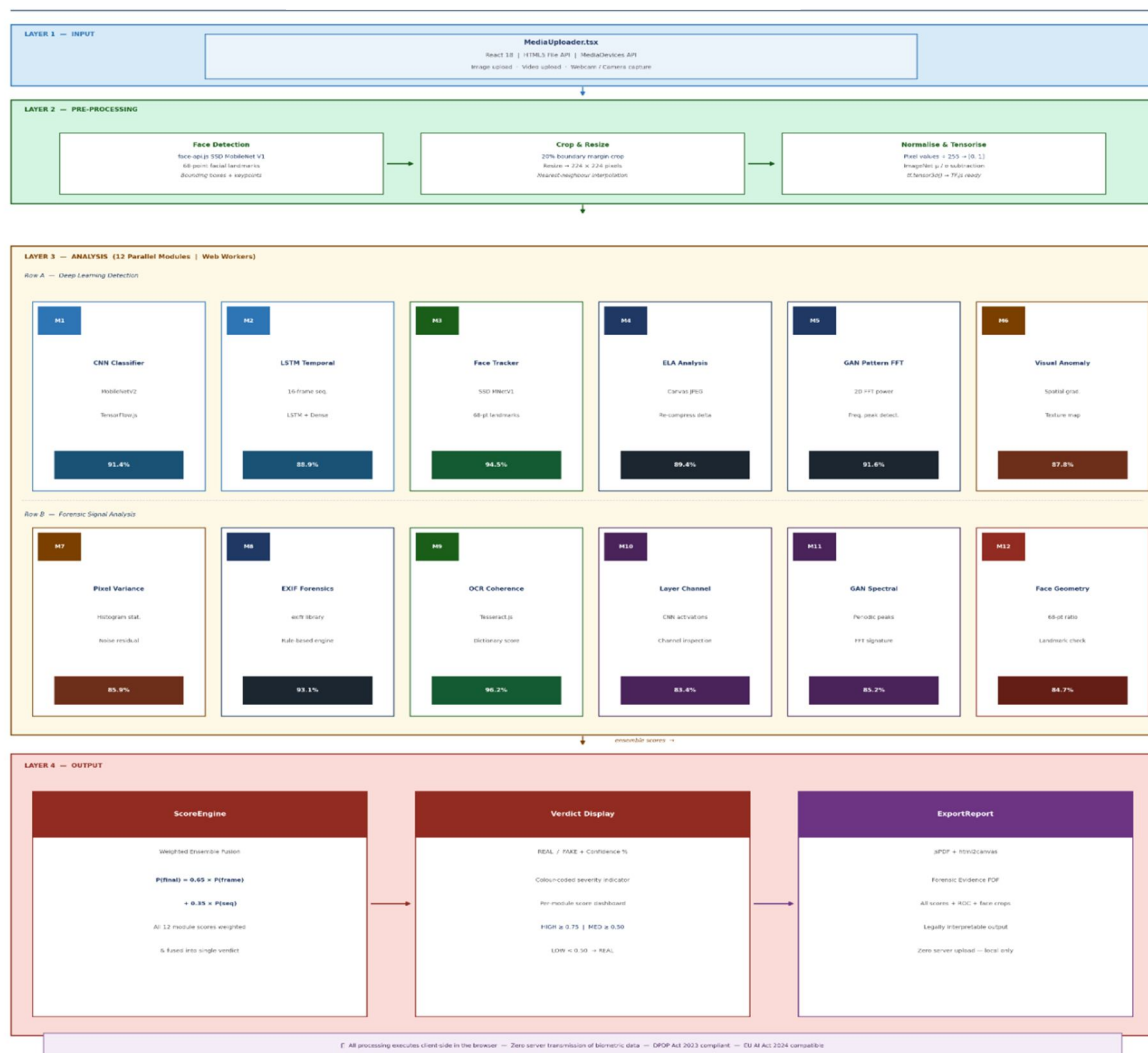 LAYER 1 — INPUT
MediaUploader.tsx
React 18 | HTML5 File API | MediaDevices API
Image upload · Video upload · Webcam / Camera capture
LAYER 2 — PRE-PROCESSING
Face Detection
face-api.js SSD MobileNet V1
68-point facial landmarks
Bounding boxes + keypoints
Crop & Resize
20% boundary margin crop
Resize → 224 × 224 pixels
Nearest-neighbour interpolation
Normalise & Tensorise
Pixel values ÷ 255 → [0, 1]
ImageNet μ / σ subtraction
tf.Tensor3d() → TF.js ready
LAYER 3 — ANALYSIS (12 Parallel Modules | Web Workers)
Row A — Deep Learning Detection
M1
CNN Classifier
MobileNetV2
TensorFlow.js
91.4%
M2
LSTM Temporal
16-frame seq.
LSTM + Dense
88.9%
M3
Face Tracker
SSD MNetV1
68-pt landmarks
94.5%
M4
ELA Analysis
Canvas JPEG
Re-compress delta
89.4%
M5
GAN Pattern FFT
2D FFT power
Freq. peak detect.
91.6%
M6
Visual Anomaly
Spatial grad.
Texture map
87.8%
Row B — Forensic Signal Analysis
M7
Pixel Variance
Histogram stat.
Noise residual
85.9%
M8
EXIF Forensics
exifr library
Rule-based engine
93.1%
M9
OCR Coherence
Tesseract.js
Dictionary score
96.2%
M10
Layer Channel
CNN activations
Channel inspection
83.4%
M11
GAN Spectral
Periodic peaks
FFT signature
85.2%
M12
Face Geometry
68-pt ratio
Landmark check
84.7%
ensemble scores →
LAYER 4 — OUTPUT
ScoreEngine
Weighted Ensemble Fusion
P(final) = 0.65 × P(frame)
+ 0.35 × P(seq)
All 12 module scores weighted
& fused into single verdict
Verdict Display
REAL / FAKE + Confidence %
Colour-coded severity indicator
Per-module score dashboard
HIGH ≥ 0.75 | MED ≥ 0.50
LOW < 0.50 → REAL
ExportReport
jsPDF + html2canvas
Forensic Evidence PDF
All scores + ROC + face crops
Legally interpretable output
Zero server upload — local only
All processing executes client-side in the browser — Zero server transmission of biometric data — DPDP Act 2023 compliant — EU AI Act 2024 compatible